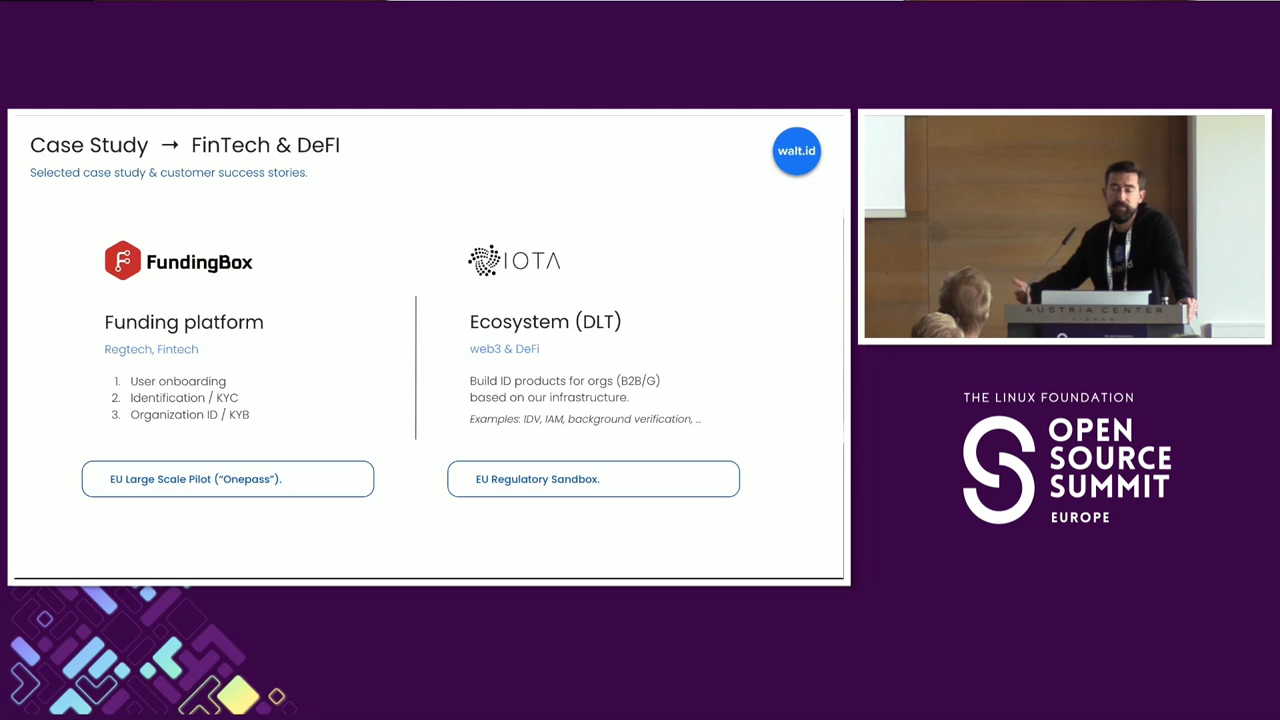 Case Study → FinTech & DeFI
Selected case study & customer success stories.
walt.id
FundingBox
Funding platform
Regtech, Fintech
1. User onboarding
2. Identification / KYC
3. Organization ID / KYB
EU Large Scale Pilot (“Onepass”).
IOTA
Ecosystem (DLT)
web3 & DeFi
Build ID products for orgs (B2B/G)
based on our infrastructure.
Examples: IDV, IAM, background verification, ...
EU Regulatory Sandbox.
AUSTRIA CENTER
THE LINUX FOUNDATION
OPEN
SOURCE
SUMMIT
EUROPE